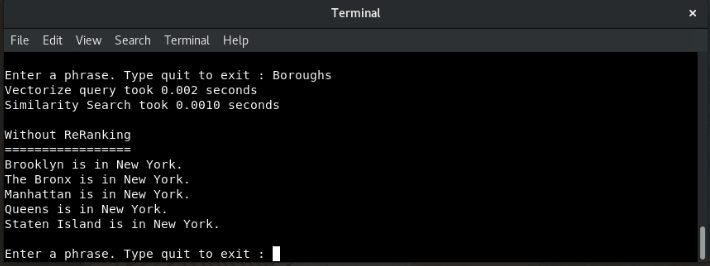 Terminal
×
File Edit View Search Terminal Help
Enter a phrase. Type quit to exit : Boroughs
Vectorize query took 0.002 seconds
Similarity Search took 0.0010 seconds
Without ReRanking
=================
Brooklyn is in New York.
The Bronx is in New York.
Manhattan is in New York.
Queens is in New York.
Staten Island is in New York.
Enter a phrase. Type quit to exit :